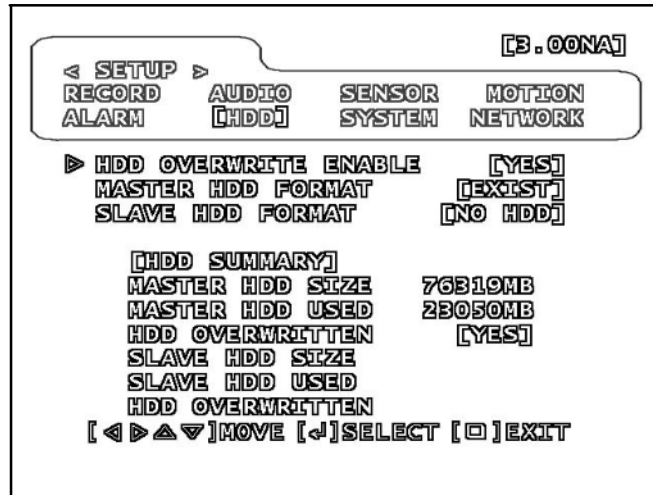 [3.00NA]
< SETUP >
RECORD AUDIO SENSOR MOTION
ALARM [HDD] SYSTEM NETWORK
▷ HDD OVERWRITE ENABLE [YES]
MASTER HDD FORMAT [EXIST]
SLAVE HDD FORMAT [NO HDD]
[HDD SUMMARY]
MASTER HDD SIZE 76319MB
MASTER HDD USED 23050MB
HDD OVERWRITTEN [YES]
SLAVE HDD SIZE
SLAVE HDD USED
HDD OVERWRITTEN
[◁ ▷ △ ▽]MOVE [↲]SELECT [□]EXIT